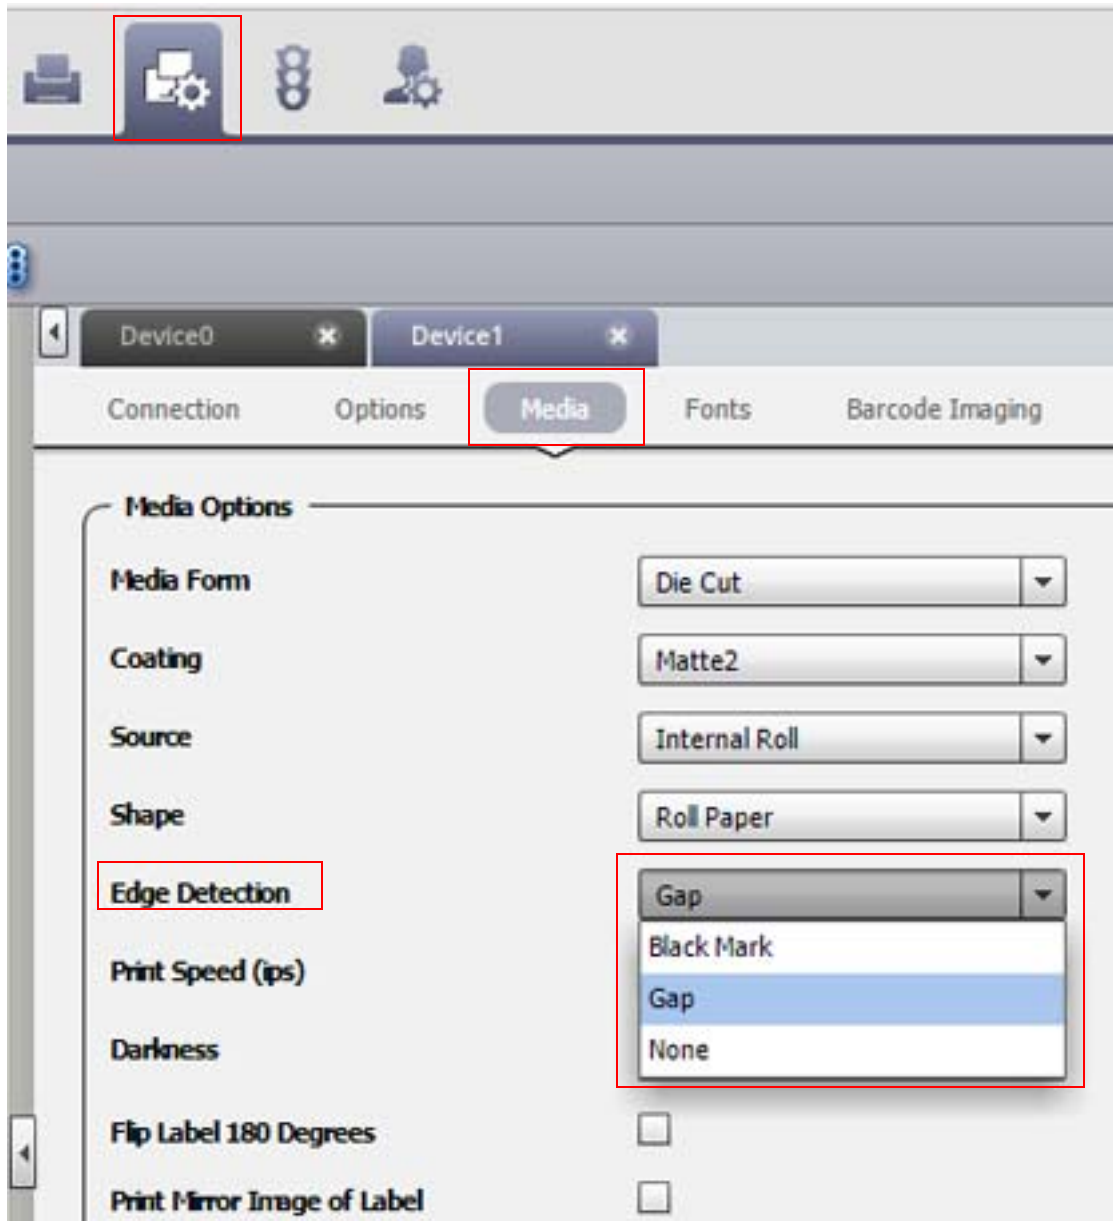 Device0 Device1
Connection Options Media Fonts Barcode Imaging
Media Options
Media Form Die Cut
Coating Matte2
Source Internal Roll
Shape Roll Paper
Edge Detection Gap
Black Mark
Print Speed (ips)
Gap
Darkness None
Flip Label 180 Degrees
Print Mirror Image of Label